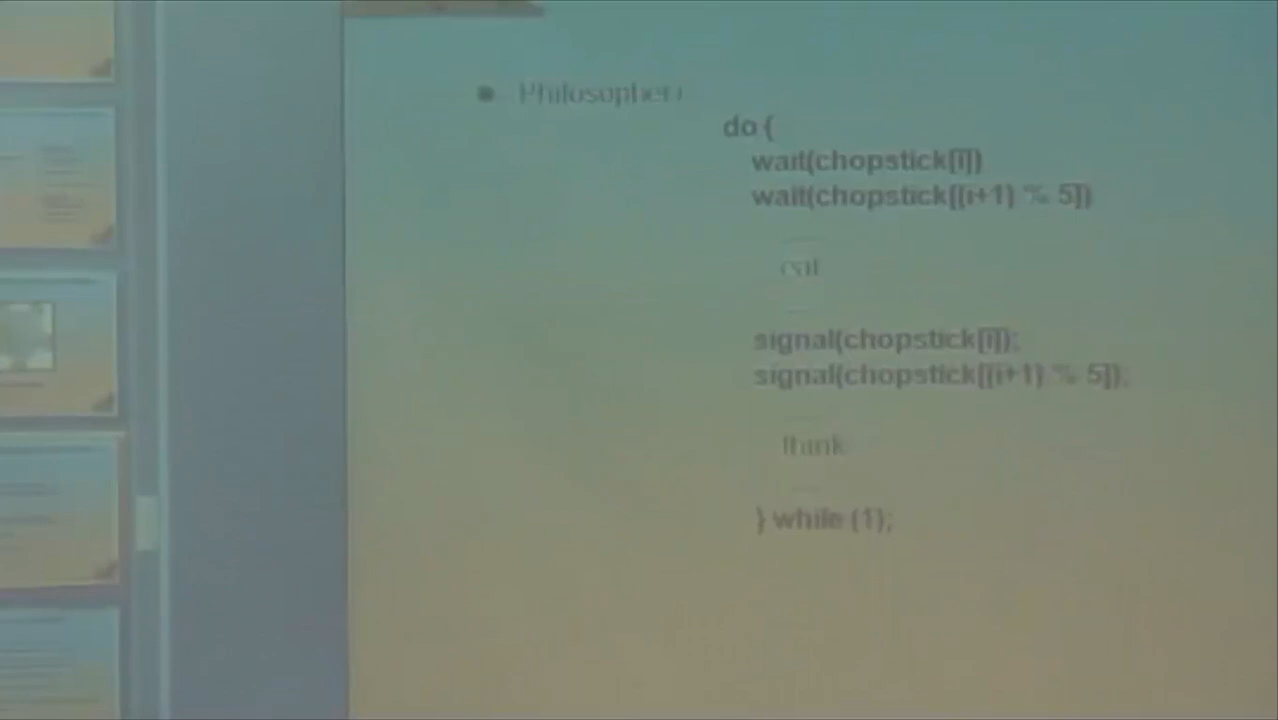 Philosopher i
do {
wait(chopstick[i])
wait(chopstick[(i+1) % 5])
eat
signal(chopstick[i]);
signal(chopstick[(i+1) % 5]);
think
} while (1);